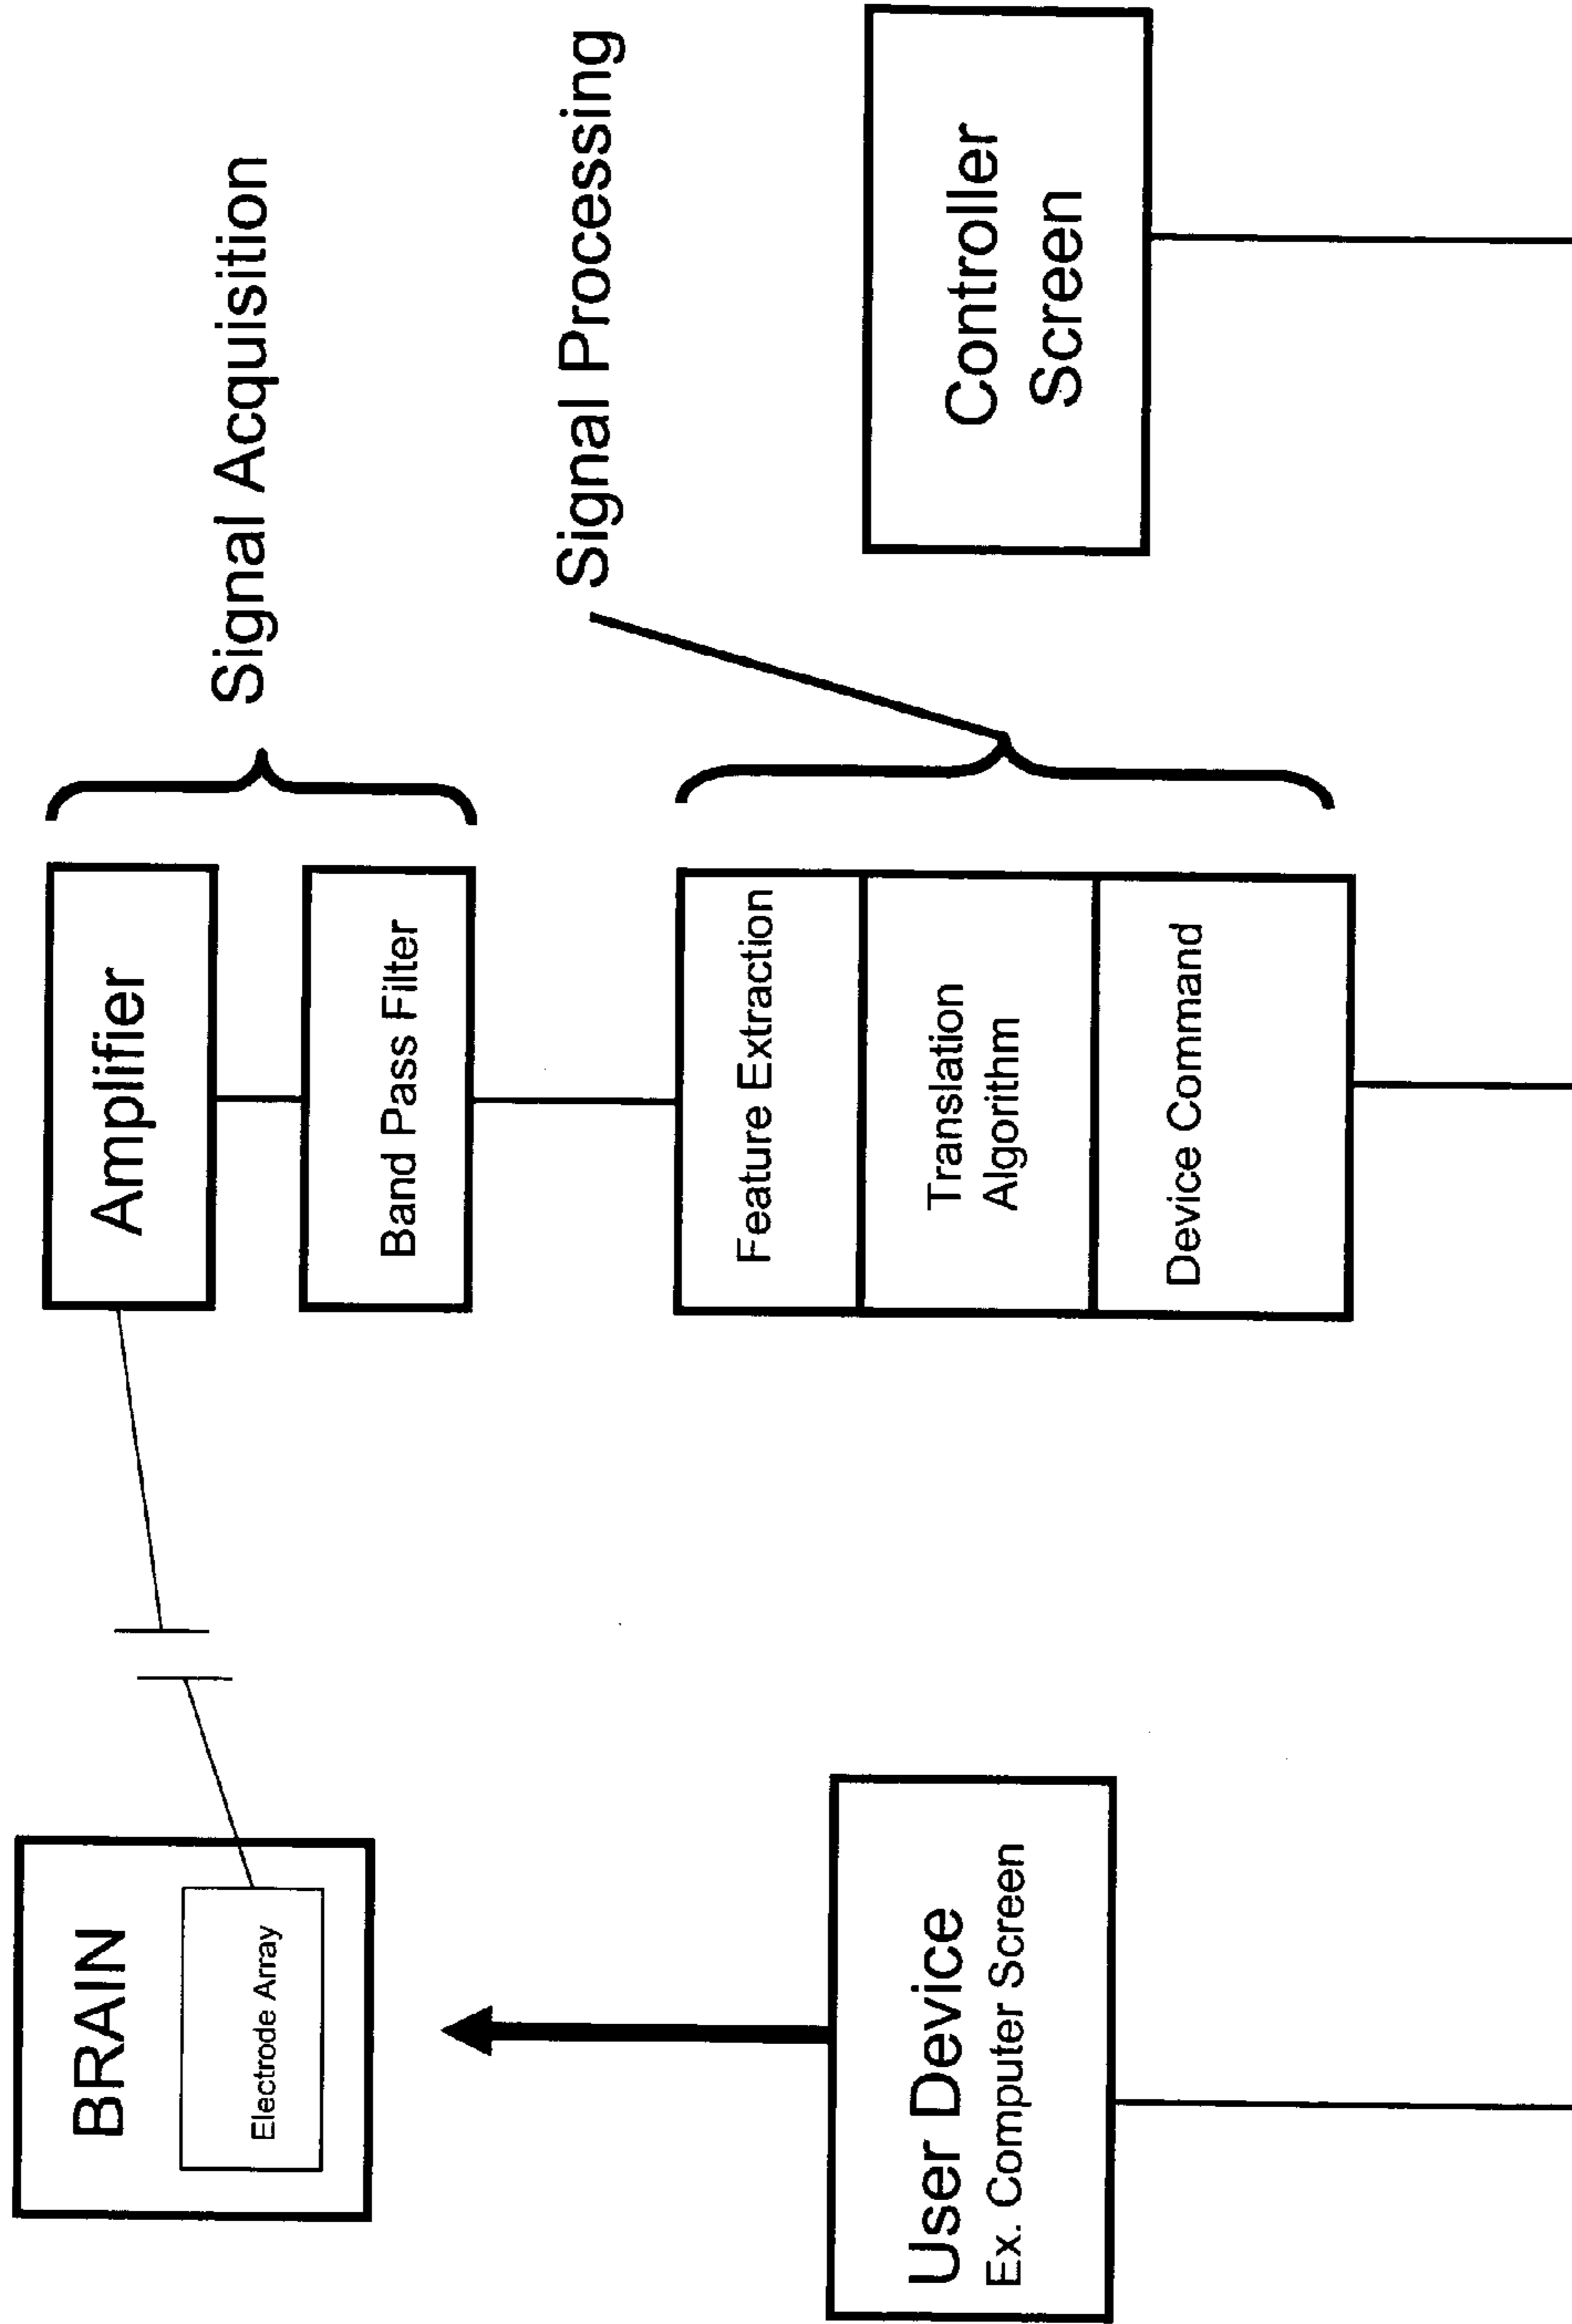 BRAIN
Electrode Array
Amplifier
Band Pass Filter
Signal Acquisition
Feature Extraction
Translation
Algorithm
Device Command
Signal Processing
User Device
Ex. Computer Screen
Controller
Screen